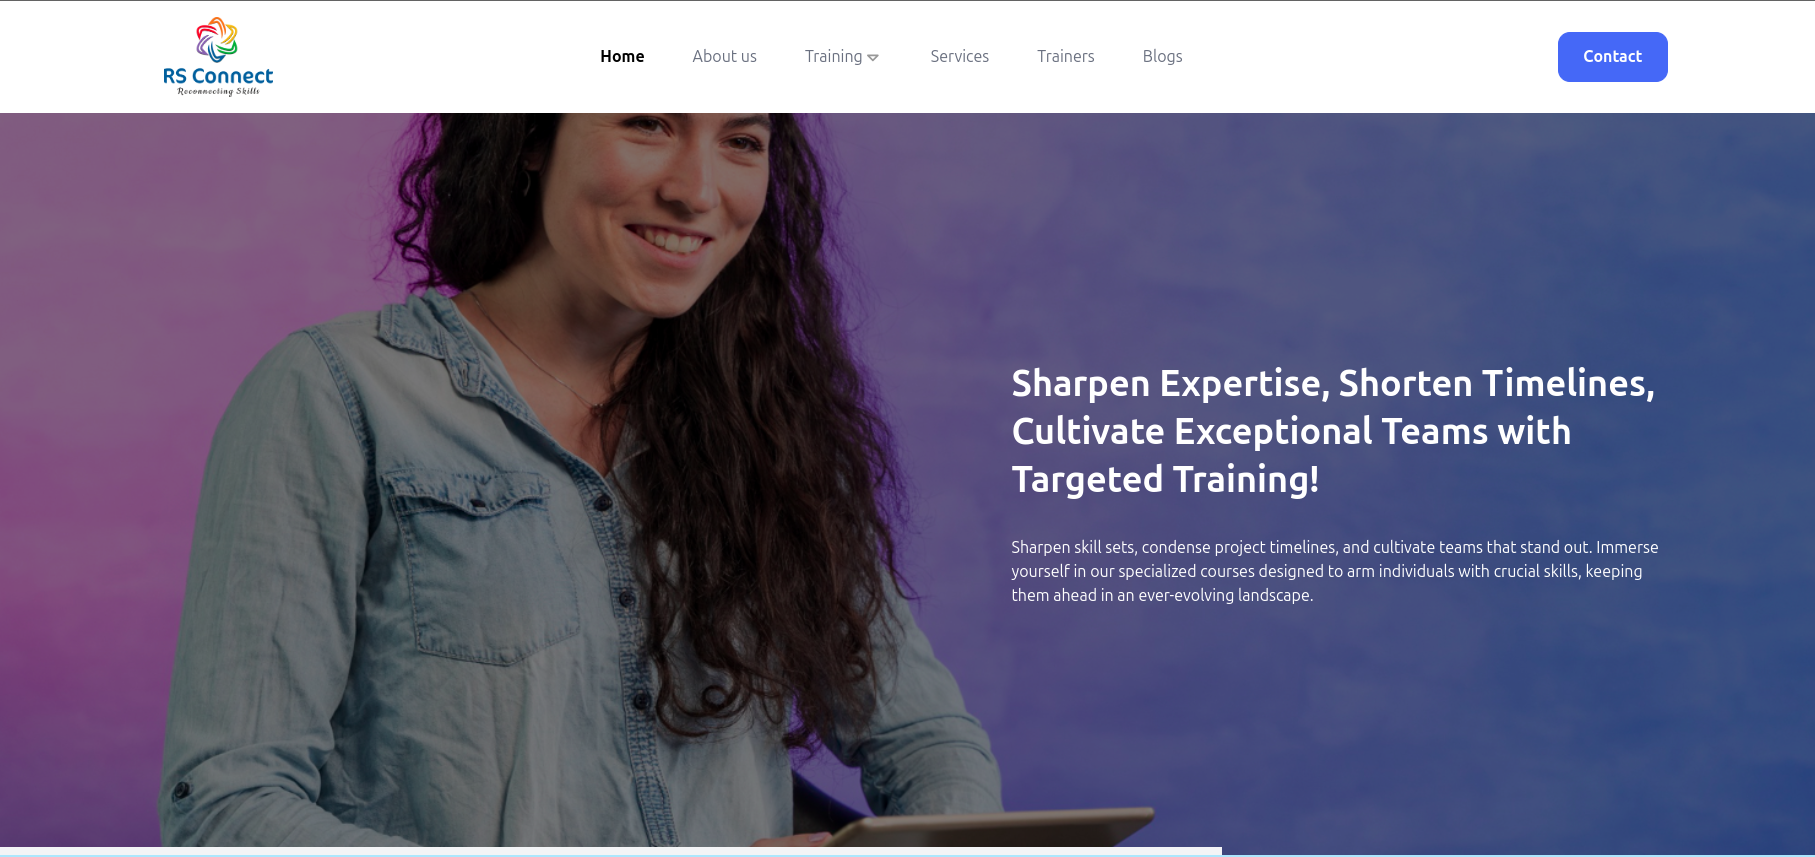 RS Connect
Reconnecting Skills
Home
About us
Training
Services
Trainers
Blogs
Contact
Sharpen Expertise, Shorten Timelines,
Cultivate Exceptional Teams with
Targeted Training!
Sharpen skill sets, condense project timelines, and cultivate teams that stand out. Immerse
yourself in our specialized courses designed to arm individuals with crucial skills, keeping
them ahead in an ever-evolving landscape.